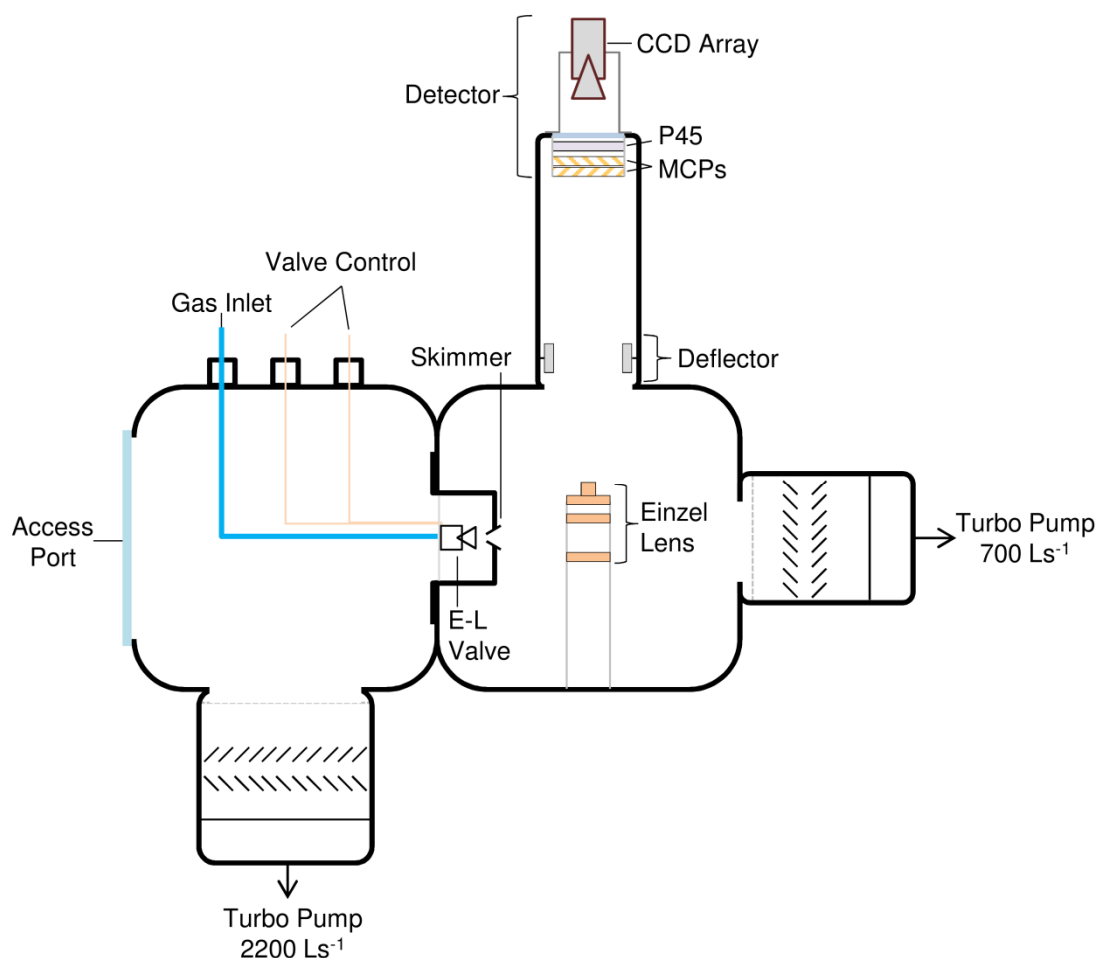 CCD Array
Detector
P45
MCPs
Valve Control
Gas Inlet
Skimmer
Deflector
Access
Port
Einzel
Lens
Turbo Pump
700 Ls⁻¹
E-L
Valve
Turbo Pump
2200 Ls⁻¹